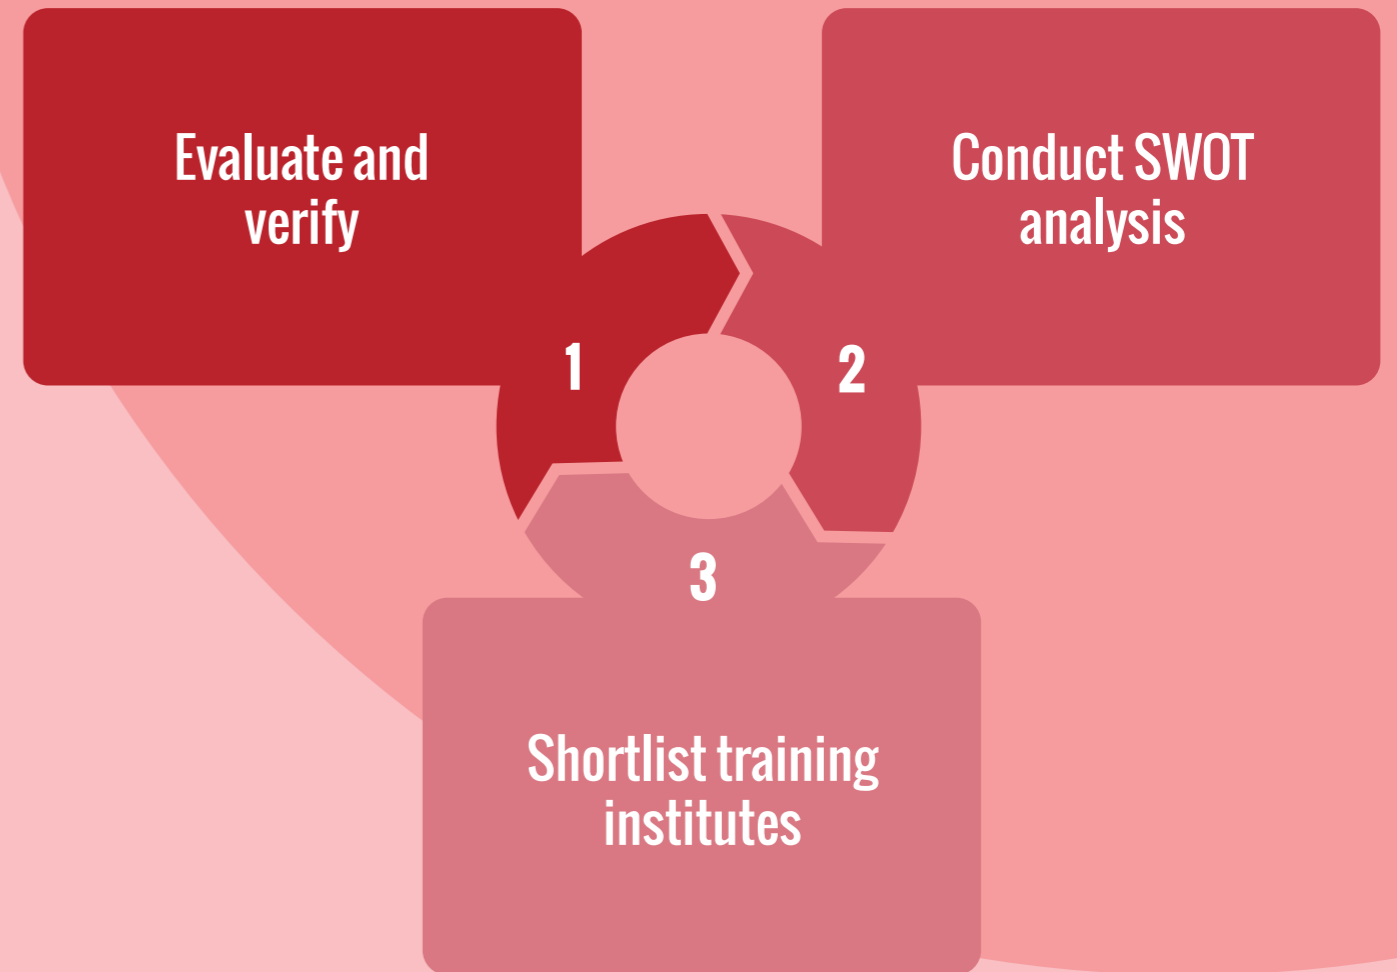 Evaluate and
verify
1
Conduct SWOT
analysis
2
3
Shortlist training
institutes